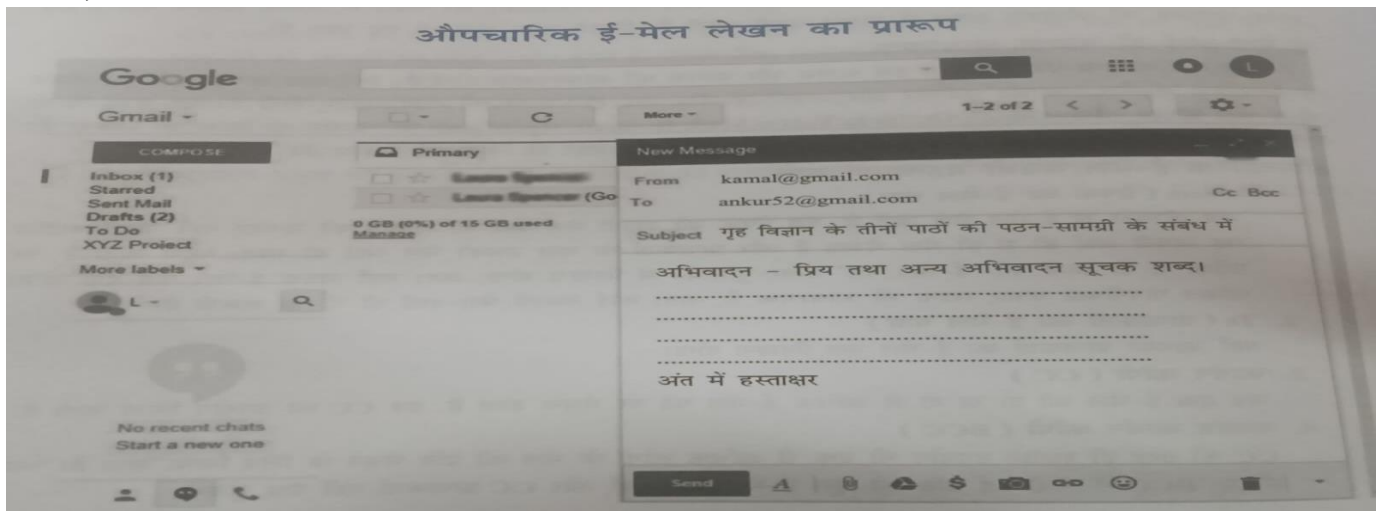 औपचारिक ई-मेल लेखन का प्रारूप
Google
L
Gmail
More
1–2 of 2
COMPOSE
Primary
New Message
Inbox (1)
Starred
Sent Mail
Drafts (2)
To Do
XYZ Project
(Go
0 GB (0%) of 15 GB used
Manage
From kamal@gmail.com
To ankur52@gmail.com
Cc Bcc
Subject गृह विज्ञान के तीनों पाठों की पठन-सामग्री के संबंध में
More labels
L
अभिवादन – प्रिय तथा अन्य अभिवादन सूचक शब्द।
अंत में हस्ताक्षर
No recent chats
Start a new one
Send